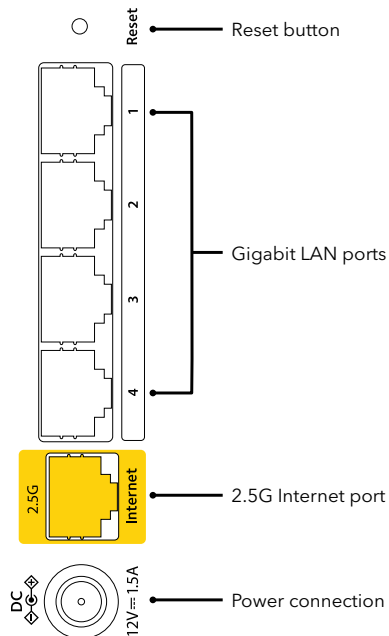 Reset
Reset button
1
2
Gigabit LAN ports
3
4
2.5G
Internet
2.5G Internet port
DC
12V⎓1.5A
Power connection